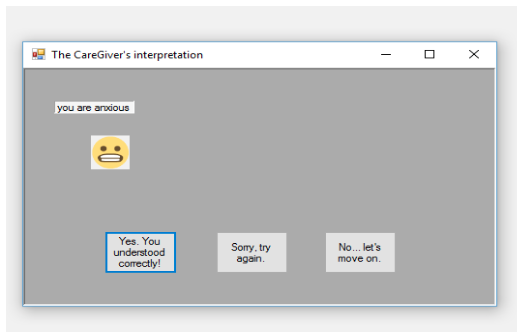 The CareGiver's interpretation
you are anxious
Yes. You
understood
correctly!
Sorry, try
again.
No... let's
move on.